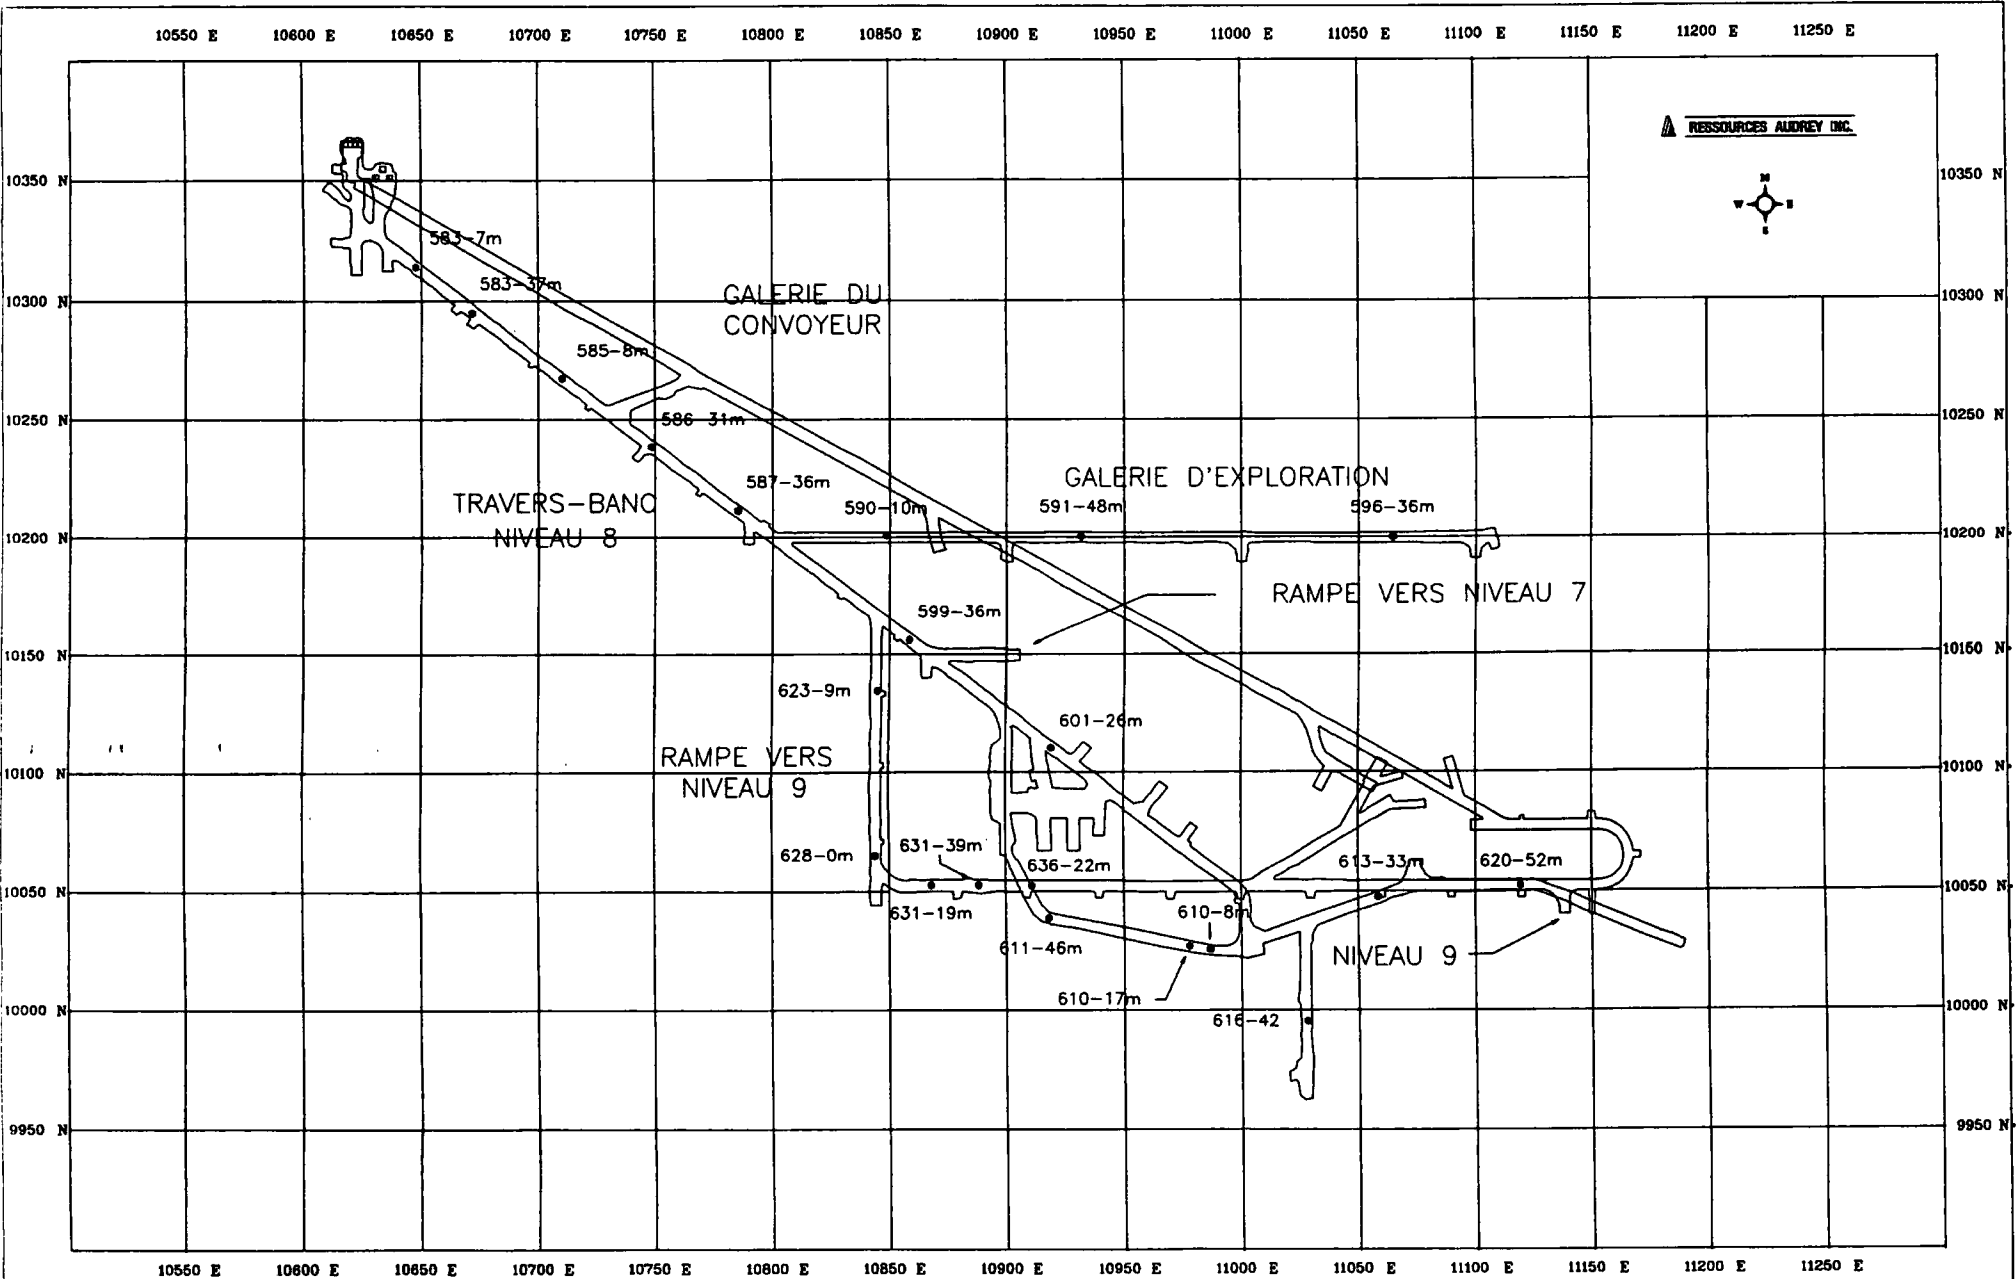 10550 E 10600 E 10650 E 10700 E 10750 E 10800 E 10850 E 10900 E 10950 E 11000 E 11050 E 11100 E 11150 E 11200 E 11250 E
RESSOURCES AUDREY INC.
10350 N
10350 N
N
W E
S
583-7m
583-37m
10300 N
GALERIE DU
CONVOYEUR
10300 N
585-8m
10250 N
586-31m
10250 N
587-36m
GALERIE D'EXPLORATION
TRAVERS-BANC
NIVEAU 8
590-10m
591-48m
596-36m
10200 N
10200 N
RAMPE VERS NIVEAU 7
599-36m
10150 N
10150 N
623-9m
601-26m
RAMPE VERS
NIVEAU 9
10100 N
10100 N
628-0m
631-39m
636-22m
613-33m
620-52m
10050 N
10050 N
631-19m
610-8m
611-46m
NIVEAU 9
610-17m
10000 N
10000 N
616-42
9950 N
9950 N
10550 E 10600 E 10650 E 10700 E 10750 E 10800 E 10850 E 10900 E 10950 E 11000 E 11050 E 11100 E 11150 E 11200 E 11250 E